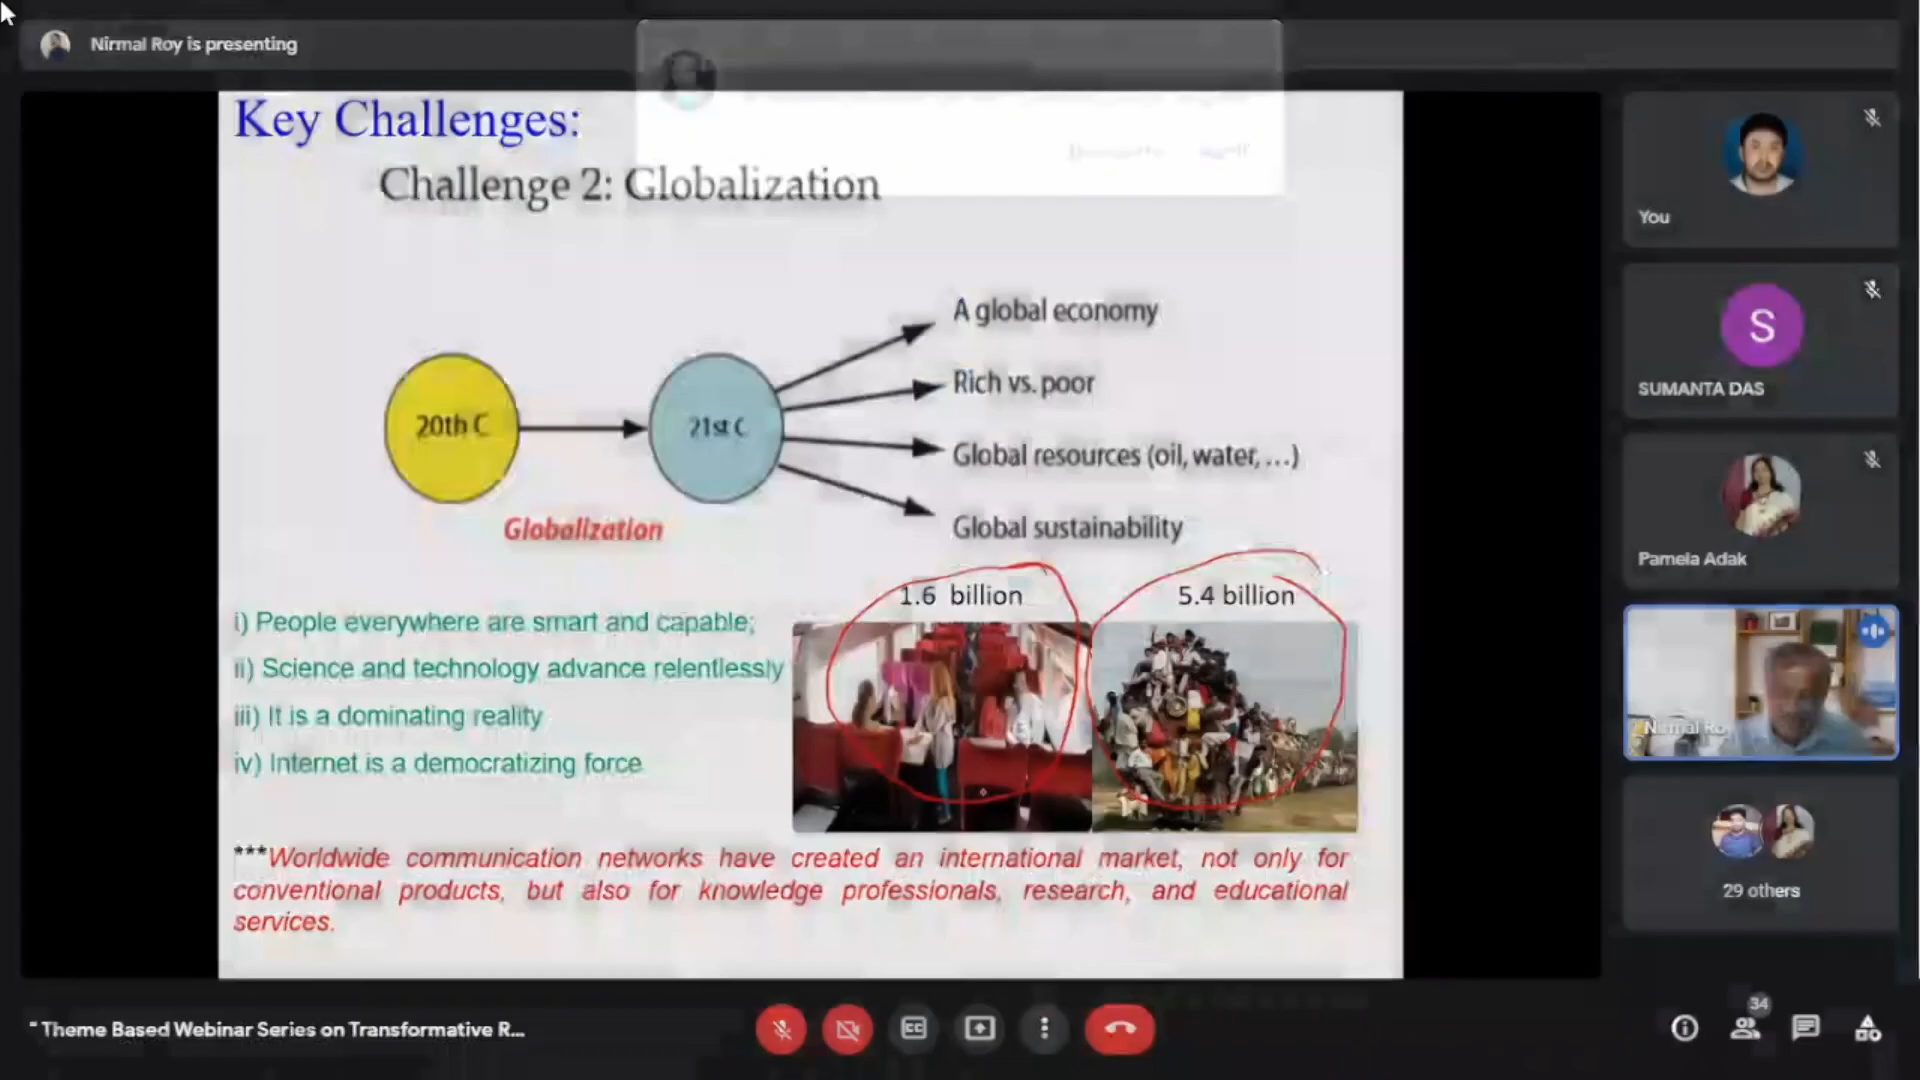 Nirmal Roy is presenting
Key Challenges:
Challenge 2: Globalization
20th C
21st C
Globalization
A global economy
Rich vs. poor
Global resources (oil, water, ...)
Global sustainability
1.6 billion
5.4 billion
i) People everywhere are smart and capable;
ii) Science and technology advance relentlessly
iii) It is a dominating reality
iv) Internet is a democratizing force
***Worldwide communication networks have created an international market, not only for
conventional products, but also for knowledge professionals, research, and educational
services.
You
S
SUMANTA DAS
Pamela Adak
Nirmal Ro
29 others
" Theme Based Webinar Series on Transformative R...
CC
34